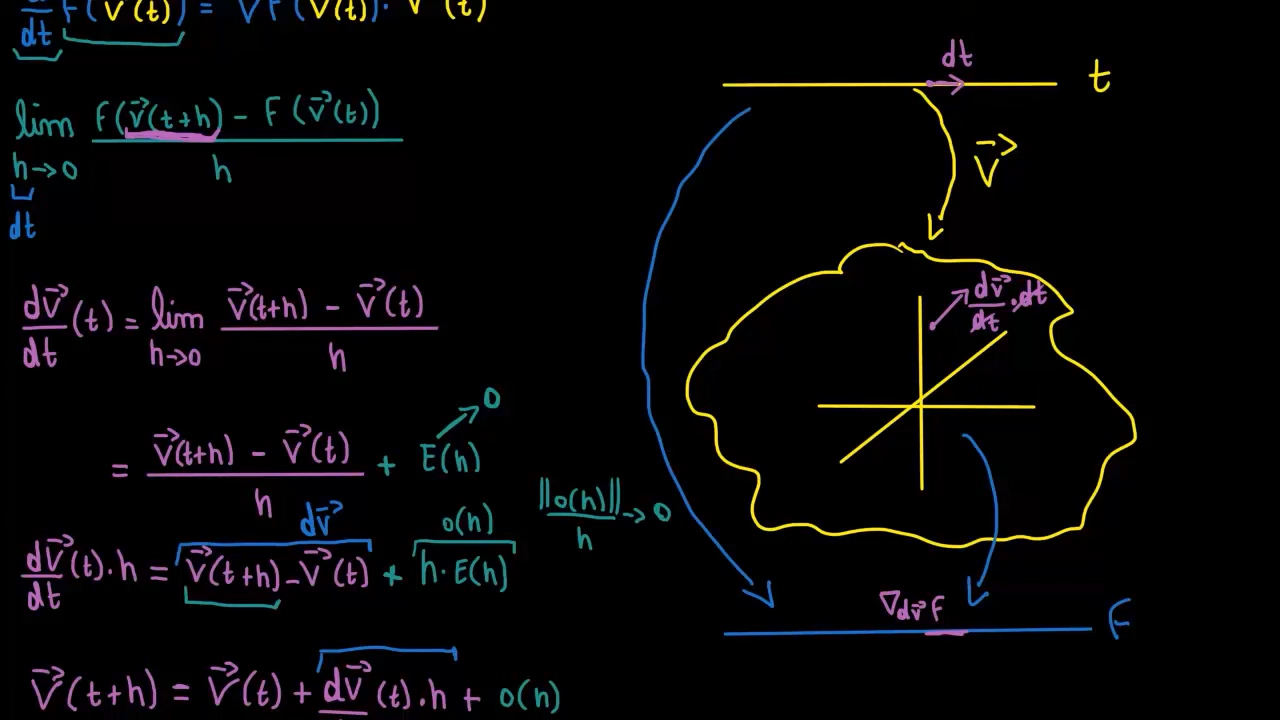 d/dt F(v⃗(t)) = ∇F(v⃗(t)) · v⃗'(t)
lim h→0 (F(v⃗(t+h)) - F(v⃗(t))) / h
dt
dv⃗/dt (t) = lim h→0 (v⃗(t+h) - v⃗(t)) / h
= (v⃗(t+h) - v⃗(t)) / h + E(h) → 0
dv⃗
o(h)
||o(h)||/h → 0
dv⃗/dt (t) · h = v⃗(t+h) - v⃗(t) + h · E(h)
v⃗(t+h) = v⃗(t) + dv⃗ (t) · h + o(h)
dt
t
v⃗
dv⃗/dt · dt
∇dv⃗ F
F